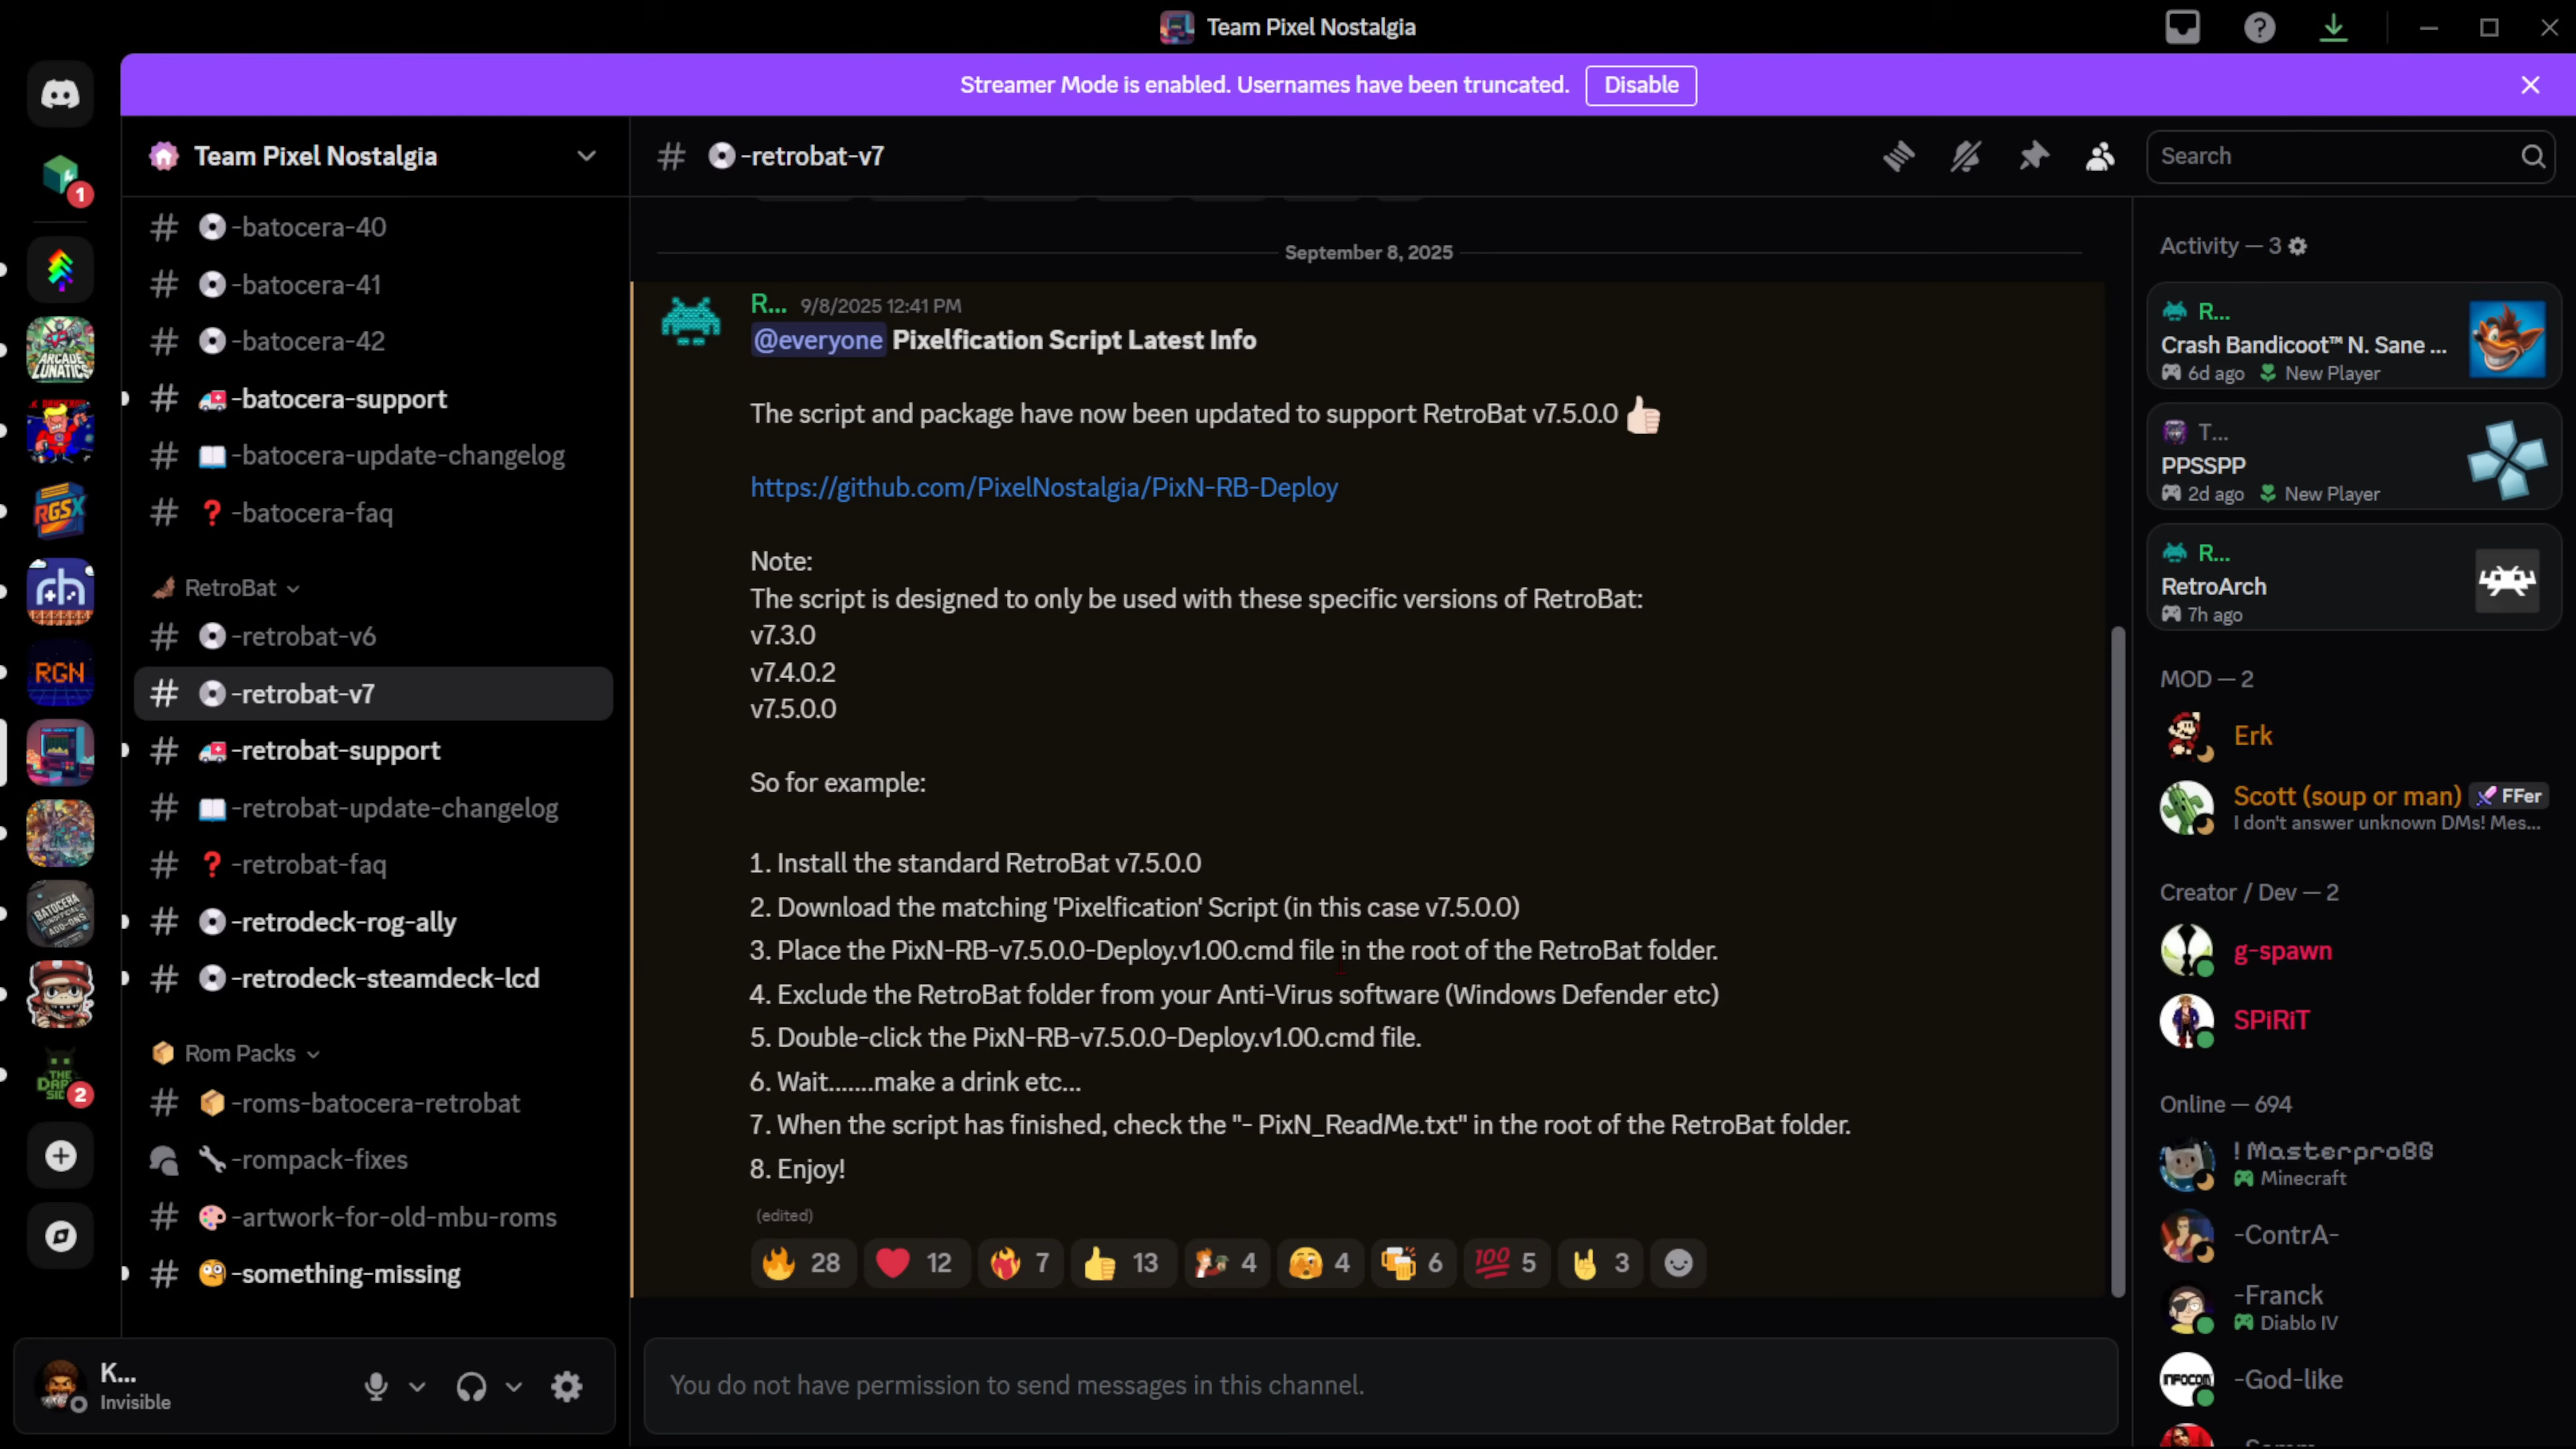 Team Pixel Nostalgia
Streamer Mode is enabled. Usernames have been truncated.
Disable
1
ARCADE LUNATICS
RGSX
rh
RGN
BATOCERA
UNOFFICIAL
ADD-ONS
THE
2
Team Pixel Nostalgia
-batocera-40
-batocera-41
-batocera-42
-batocera-support
-batocera-update-changelog
-batocera-faq
RetroBat
-retrobat-v6
-retrobat-v7
-retrobat-support
-retrobat-update-changelog
-retrobat-faq
-retrodeck-rog-ally
-retrodeck-steamdeck-lcd
Rom Packs
-roms-batocera-retrobat
-rompack-fixes
-artwork-for-old-mbu-roms
-something-missing
K...
Invisible
# -retrobat-v7
Search
September 8, 2025
R... 9/8/2025 12:41 PM
@everyone Pixelfication Script Latest Info
The script and package have now been updated to support RetroBat v7.5.0.0 👍
https://github.com/PixelNostalgia/PixN-RB-Deploy
Note:
The script is designed to only be used with these specific versions of RetroBat:
v7.3.0
v7.4.0.2
v7.5.0.0
So for example:
1. Install the standard RetroBat v7.5.0.0
2. Download the matching 'Pixelfication' Script (in this case v7.5.0.0)
3. Place the PixN-RB-v7.5.0.0-Deploy.v1.00.cmd file in the root of the RetroBat folder.
4. Exclude the RetroBat folder from your Anti-Virus software (Windows Defender etc)
5. Double-click the PixN-RB-v7.5.0.0-Deploy.v1.00.cmd file.
6. Wait.......make a drink etc...
7. When the script has finished, check the "- PixN_ReadMe.txt" in the root of the RetroBat folder.
8. Enjoy!
(edited)
28 12 7 13 4 4 6 100 5 3
You do not have permission to send messages in this channel.
Activity — 3
R...
Crash Bandicoot™ N. Sane ...
6d ago New Player
T...
PPSSPP
2d ago New Player
R...
RetroArch
7h ago
MOD — 2
Erk
Scott (soup or man) FFer
I don't answer unknown DMs! Mes...
Creator / Dev — 2
g-spawn
SPiRiT
Online — 694
! Masterpro88
Minecraft
-ContrA-
-Franck
Diablo IV
INFOCOM
-God-like